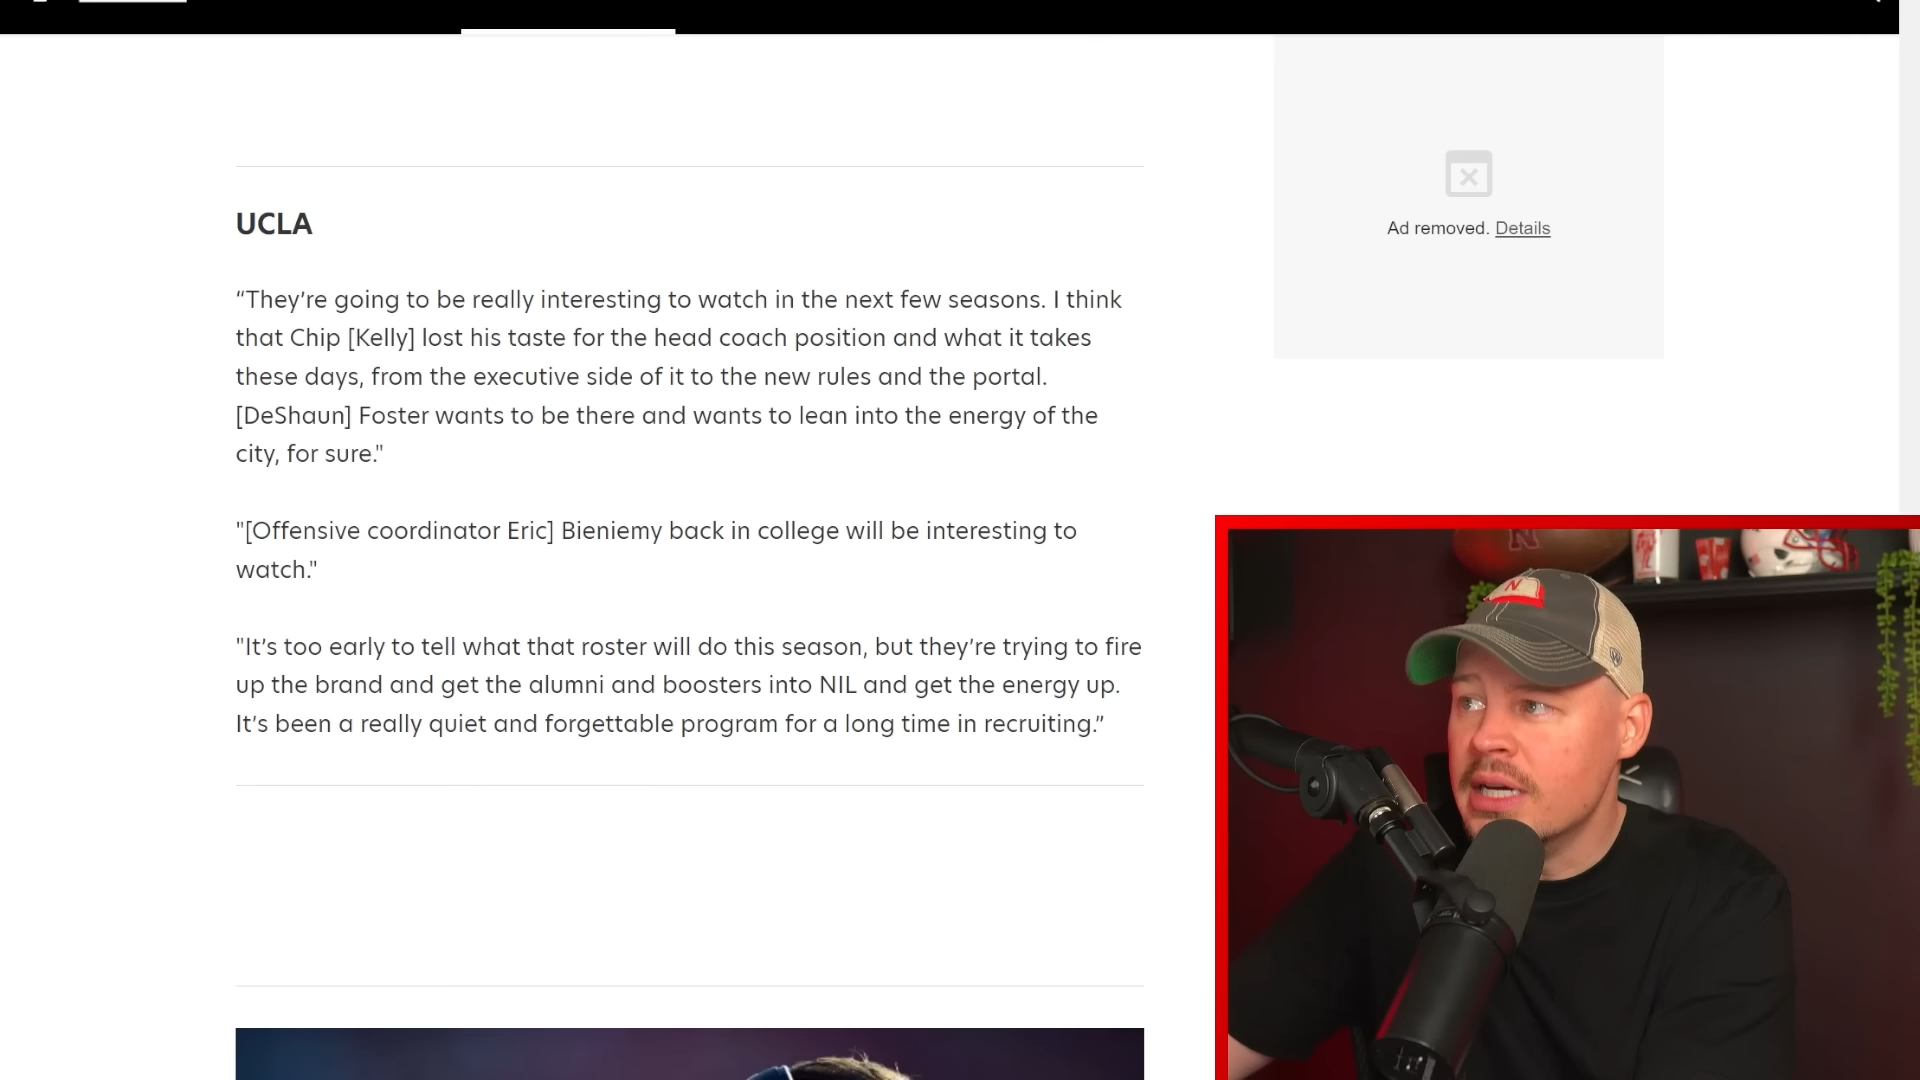 UCLA
“They’re going to be really interesting to watch in the next few seasons. I think
that Chip [Kelly] lost his taste for the head coach position and what it takes
these days, from the executive side of it to the new rules and the portal.
[DeShaun] Foster wants to be there and wants to lean into the energy of the
city, for sure."
"[Offensive coordinator Eric] Bieniemy back in college will be interesting to
watch."
"It’s too early to tell what that roster will do this season, but they’re trying to fire
up the brand and get the alumni and boosters into NIL and get the energy up.
It’s been a really quiet and forgettable program for a long time in recruiting.”
Ad removed. Details
N
N